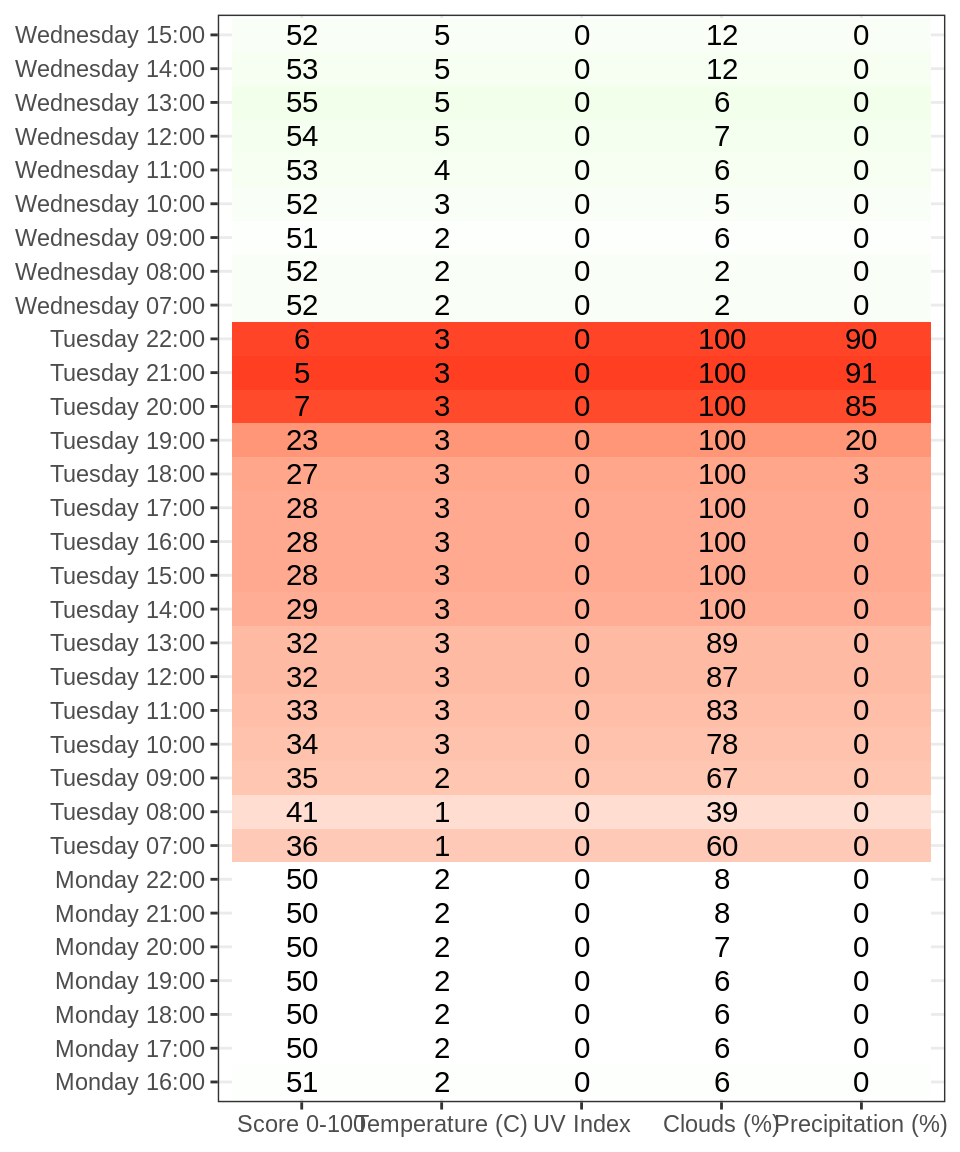 Wednesday 15:00 52 5 0 12 0
Wednesday 14:00 53 5 0 12 0
Wednesday 13:00 55 5 0 6 0
Wednesday 12:00 54 5 0 7 0
Wednesday 11:00 53 4 0 6 0
Wednesday 10:00 52 3 0 5 0
Wednesday 09:00 51 2 0 6 0
Wednesday 08:00 52 2 0 2 0
Wednesday 07:00 52 2 0 2 0
Tuesday 22:00 6 3 0 100 90
Tuesday 21:00 5 3 0 100 91
Tuesday 20:00 7 3 0 100 85
Tuesday 19:00 23 3 0 100 20
Tuesday 18:00 27 3 0 100 3
Tuesday 17:00 28 3 0 100 0
Tuesday 16:00 28 3 0 100 0
Tuesday 15:00 28 3 0 100 0
Tuesday 14:00 29 3 0 100 0
Tuesday 13:00 32 3 0 89 0
Tuesday 12:00 32 3 0 87 0
Tuesday 11:00 33 3 0 83 0
Tuesday 10:00 34 3 0 78 0
Tuesday 09:00 35 2 0 67 0
Tuesday 08:00 41 1 0 39 0
Tuesday 07:00 36 1 0 60 0
Monday 22:00 50 2 0 8 0
Monday 21:00 50 2 0 8 0
Monday 20:00 50 2 0 7 0
Monday 19:00 50 2 0 6 0
Monday 18:00 50 2 0 6 0
Monday 17:00 50 2 0 6 0
Monday 16:00 51 2 0 6 0
Score 0-100 Temperature (C) UV Index Clouds (%) Precipitation (%)